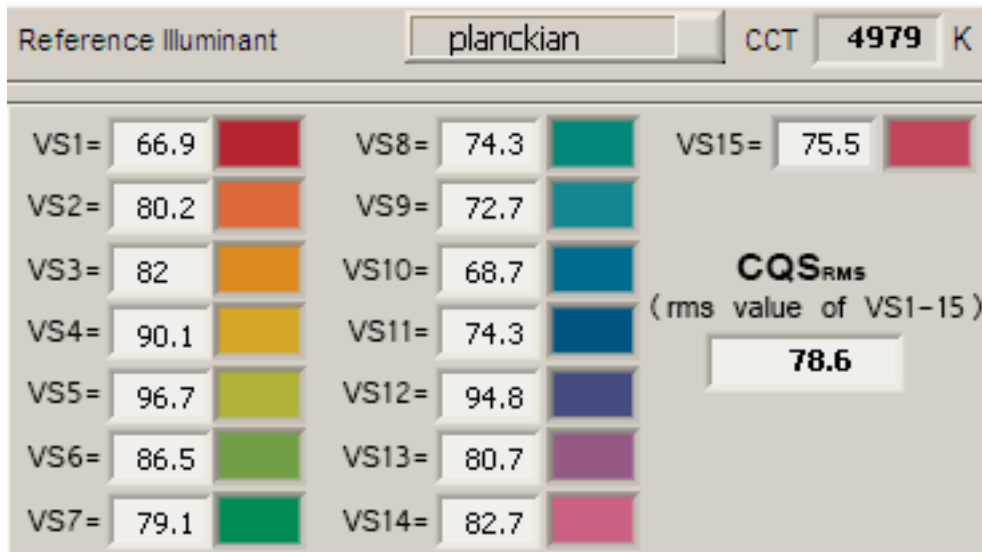 Reference Illuminant planckian CCT 4979 K
VS1= 66.9 VS8= 74.3 VS15= 75.5
VS2= 80.2 VS9= 72.7
VS3= 82 VS10= 68.7 CQSRMS
(rms value of VS1-15)
VS4= 90.1 VS11= 74.3
78.6
VS5= 96.7 VS12= 94.8
VS6= 86.5 VS13= 80.7
VS7= 79.1 VS14= 82.7